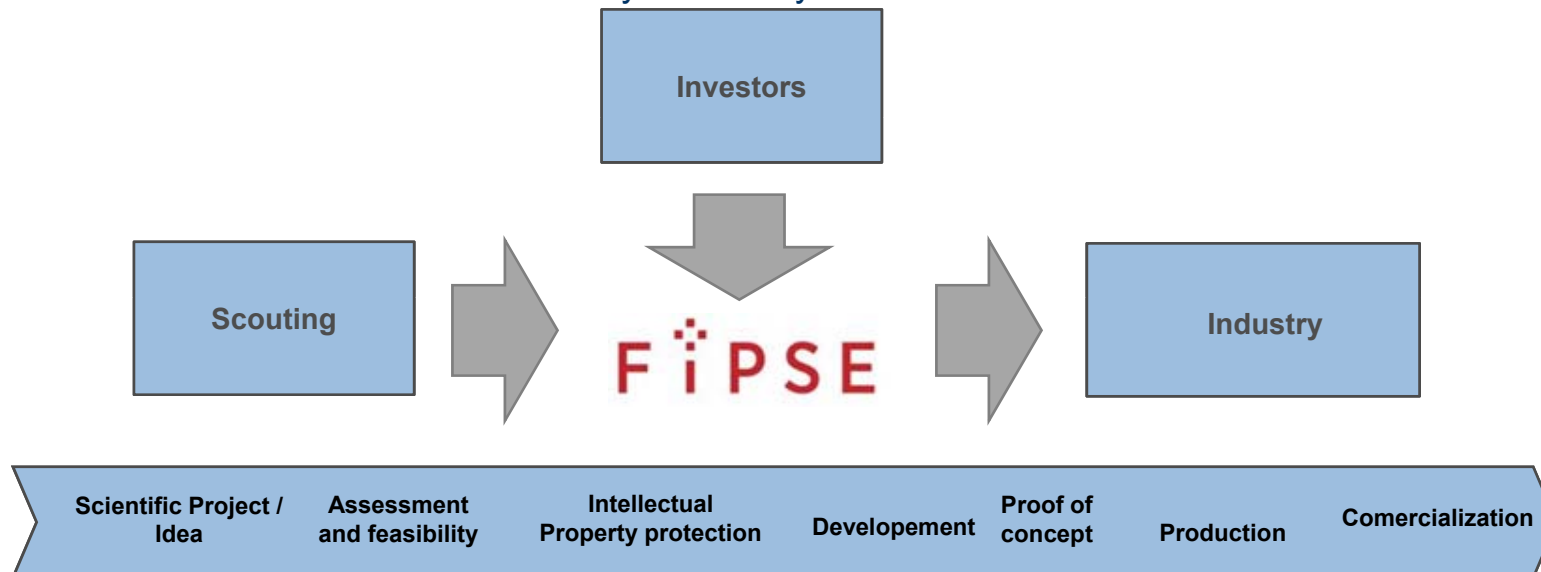 Investors
Scouting
FiPSE
Industry
Scientific Project /
Idea
Assessment
and feasibility
Intellectual
Property protection
Developement
Proof of
concept
Production
Comercialization